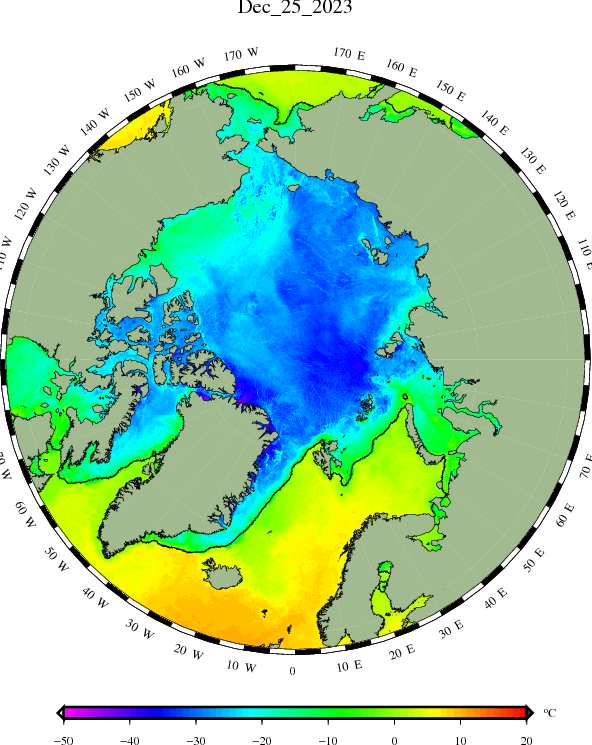 Dec_25_2023
170 W
170 E
160 W
160 E
150 W
150 E
140 W
140 E
130 W
130 E
120 W
120 E
110 E
70 E
60 W
60 E
50 W
50 E
40 W
40 E
30 W
30 E
20 W
20 E
10 W
10 E
0
°C
−50 −40 −30 −20 −10 0 10 20